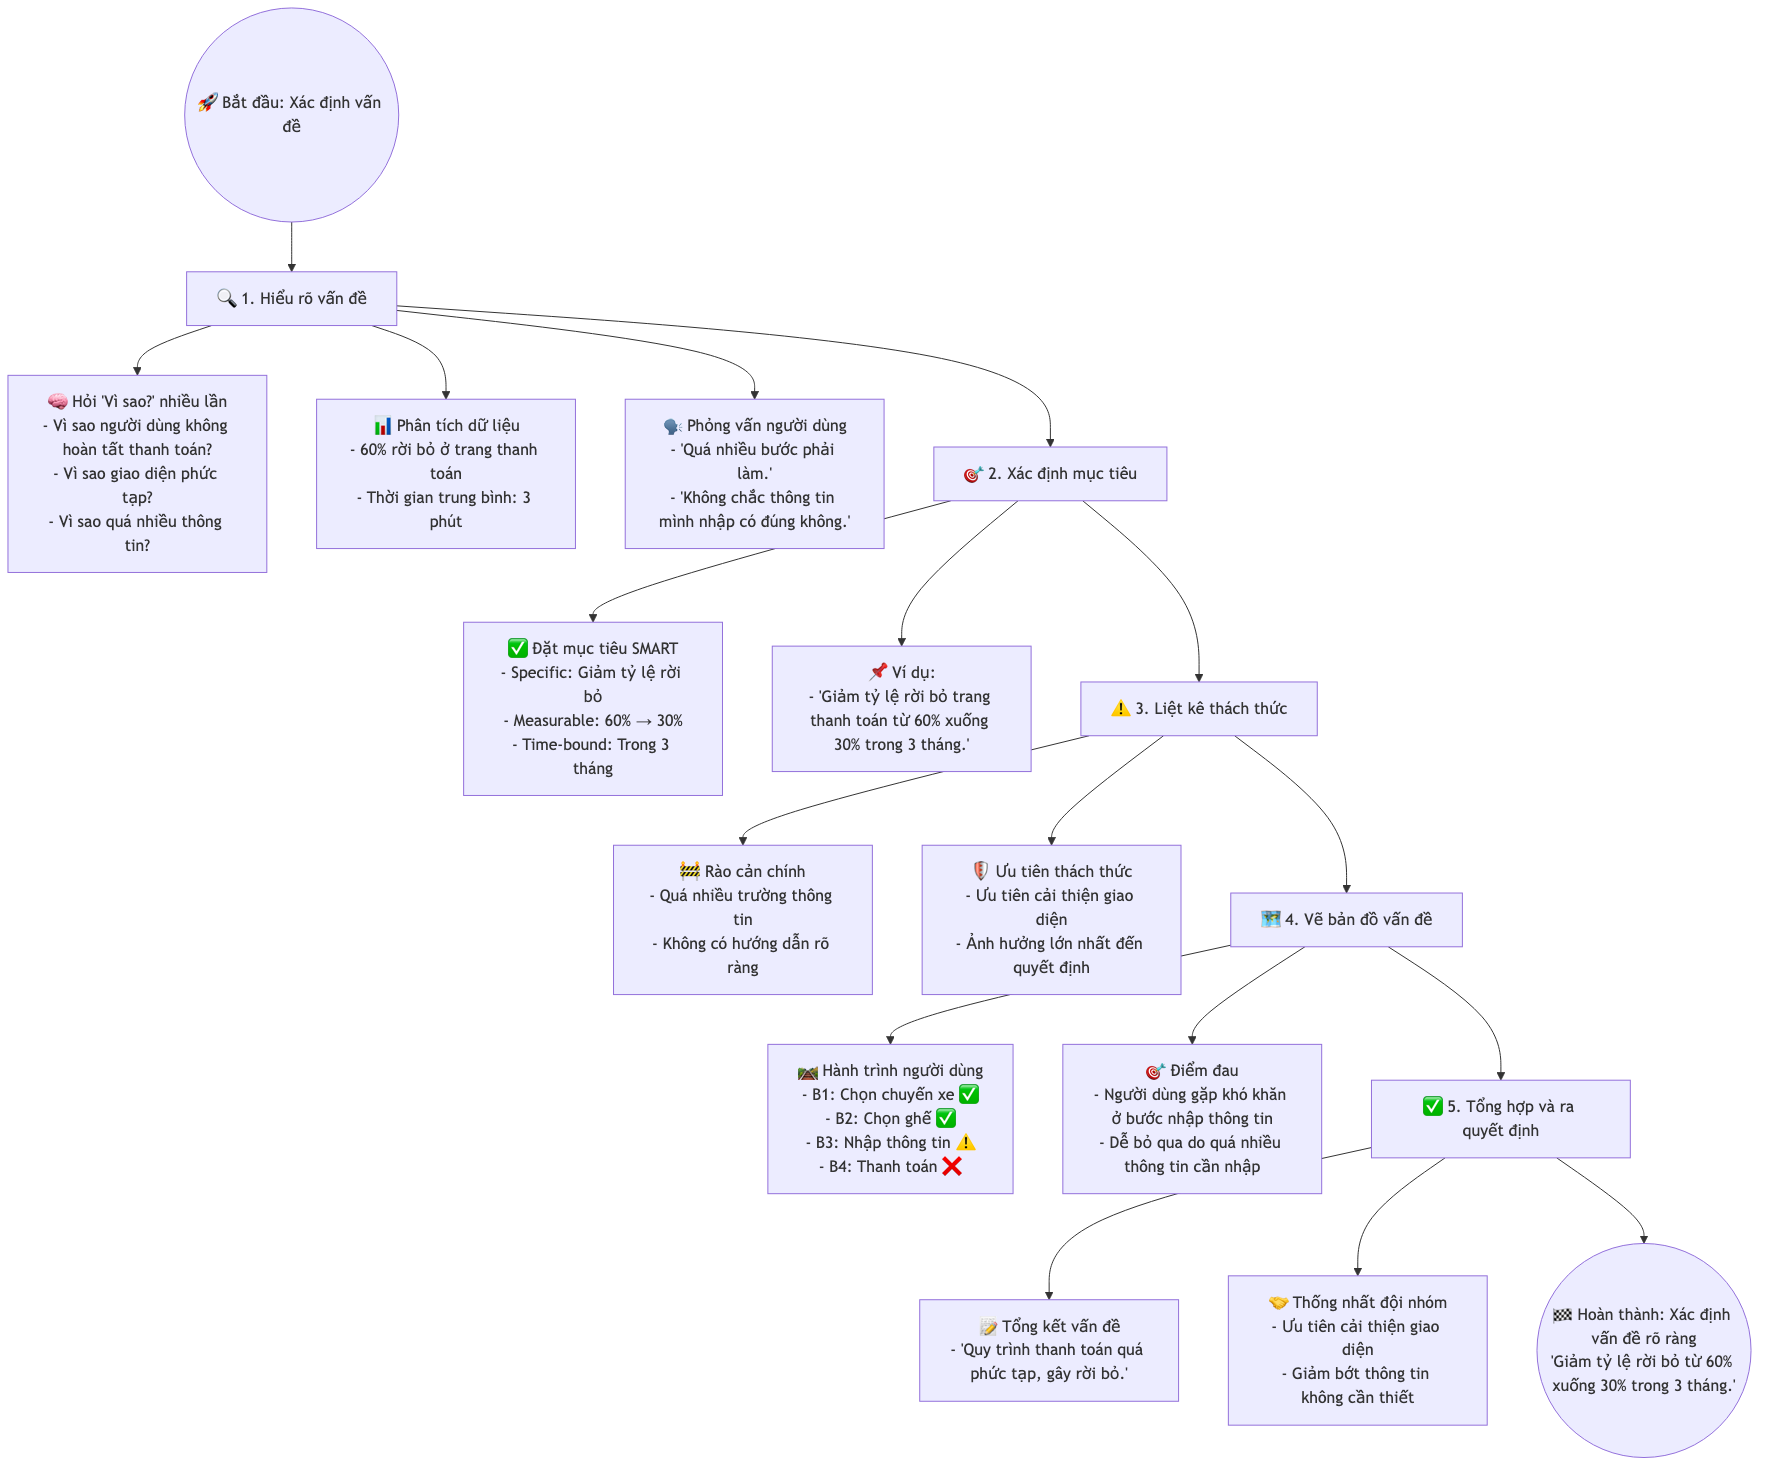 🚀 Bắt đầu: Xác định vấn
đề
🔍 1. Hiểu rõ vấn đề
🧠 Hỏi 'Vì sao?' nhiều lần
- Vì sao người dùng không
hoàn tất thanh toán?
- Vì sao giao diện phức
tạp?
- Vì sao quá nhiều thông
tin?
📊 Phân tích dữ liệu
- 60% rời bỏ ở trang thanh
toán
- Thời gian trung bình: 3
phút
🗣️ Phỏng vấn người dùng
- 'Quá nhiều bước phải
làm.'
- 'Không chắc thông tin
mình nhập có đúng không.'
🎯 2. Xác định mục tiêu
✅ Đặt mục tiêu SMART
- Specific: Giảm tỷ lệ rời
bỏ
- Measurable: 60% → 30%
- Time-bound: Trong 3
tháng
📌 Ví dụ:
- 'Giảm tỷ lệ rời bỏ trang
thanh toán từ 60% xuống
30% trong 3 tháng.'
⚠️ 3. Liệt kê thách thức
🚧 Rào cản chính
- Quá nhiều trường thông
tin
- Không có hướng dẫn rõ
ràng
🛡️ Ưu tiên thách thức
- Ưu tiên cải thiện giao
diện
- Ảnh hưởng lớn nhất đến
quyết định
🗺️ 4. Vẽ bản đồ vấn đề
🛤️ Hành trình người dùng
- B1: Chọn chuyến xe ✅
- B2: Chọn ghế ✅
- B3: Nhập thông tin ⚠️
- B4: Thanh toán ❌
🎯 Điểm đau
- Người dùng gặp khó khăn
ở bước nhập thông tin
- Dễ bỏ qua do quá nhiều
thông tin cần nhập
✅ 5. Tổng hợp và ra
quyết định
📝 Tổng kết vấn đề
- 'Quy trình thanh toán quá
phức tạp, gây rời bỏ.'
🤝 Thống nhất đội nhóm
- Ưu tiên cải thiện giao
diện
- Giảm bớt thông tin
không cần thiết
🏁 Hoàn thành: Xác định
vấn đề rõ ràng
'Giảm tỷ lệ rời bỏ từ 60%
xuống 30% trong 3 tháng.'